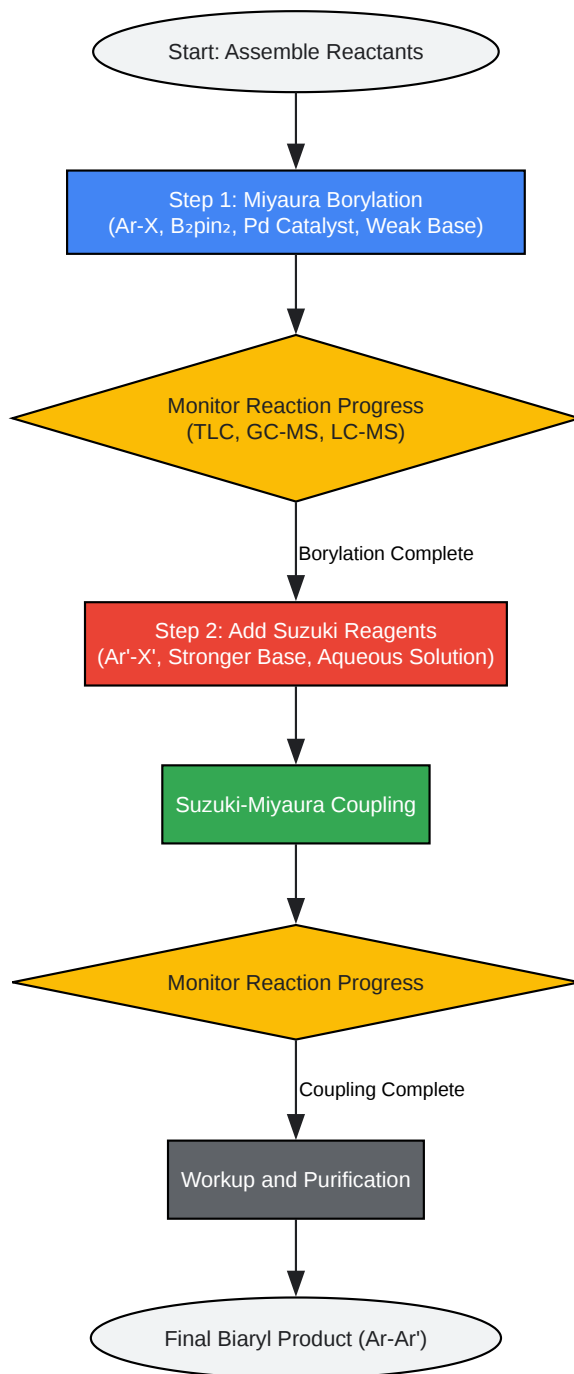 Start: Assemble Reactants
Step 1: Miyaura Borylation
(Ar-X, B₂pin₂, Pd Catalyst, Weak Base)
Monitor Reaction Progress
(TLC, GC-MS, LC-MS)
Borylation Complete
Step 2: Add Suzuki Reagents
(Ar'-X', Stronger Base, Aqueous Solution)
Suzuki-Miyaura Coupling
Monitor Reaction Progress
Coupling Complete
Workup and Purification
Final Biaryl Product (Ar-Ar')